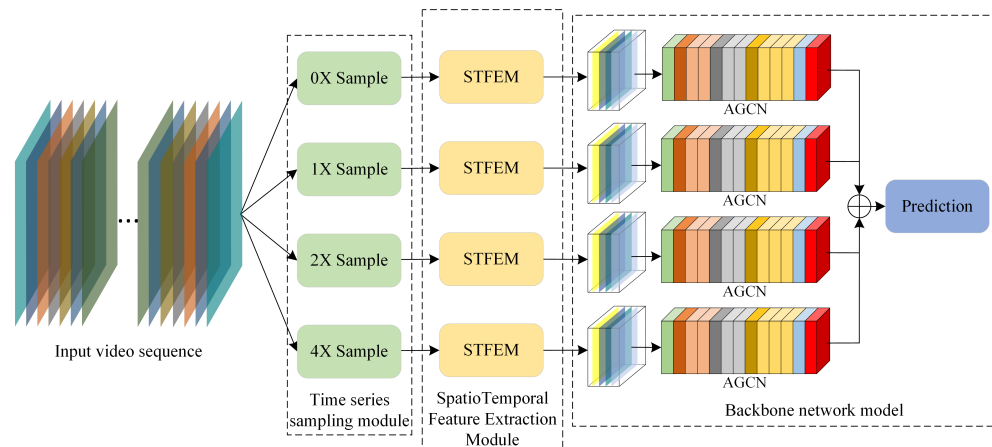 0X Sample
STFEM
AGCN
1X Sample
STFEM
AGCN
Prediction
2X Sample
STFEM
AGCN
4X Sample
STFEM
AGCN
...
Input video sequence
Time series
sampling module
SpatioTemporal
Feature Extraction
Module
Backbone network model